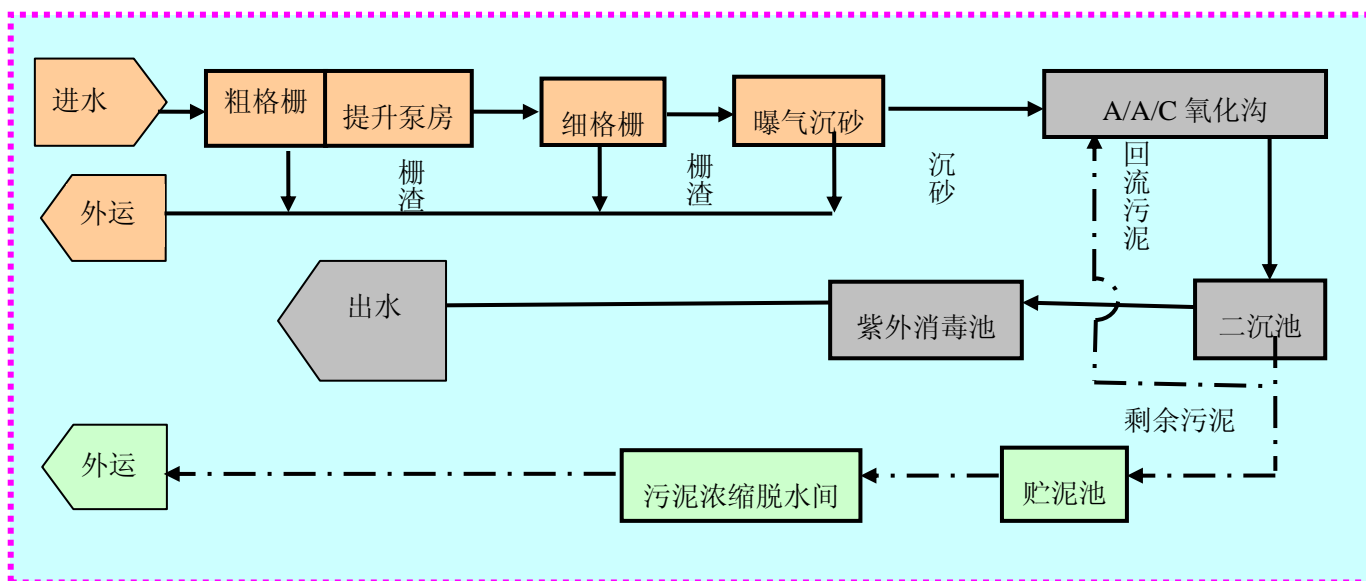 进水
粗格栅
提升泵房
细格栅
曝气沉砂
A/A/C 氧化沟
栅渣
栅渣
沉砂
回流污泥
外运
出水
紫外消毒池
二沉池
剩余污泥
外运
污泥浓缩脱水间
贮泥池